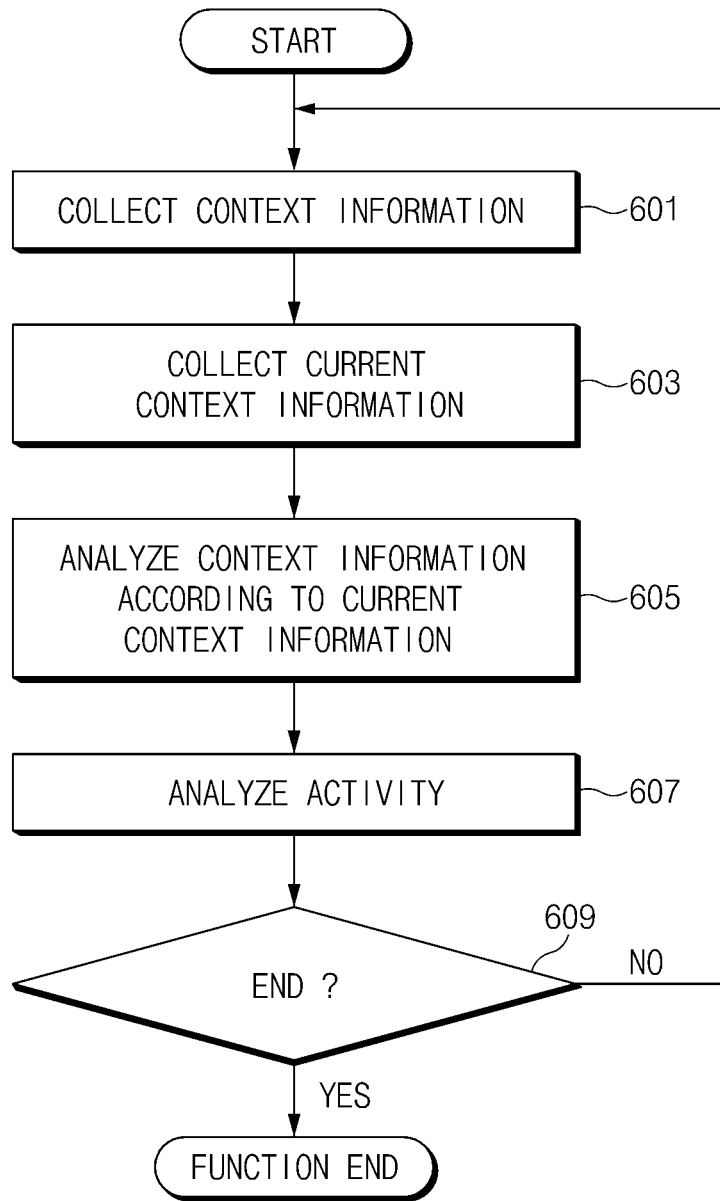 START
COLLECT CONTEXT INFORMATION
601
COLLECT CURRENT
CONTEXT INFORMATION
603
ANALYZE CONTEXT INFORMATION
ACCORDING TO CURRENT
CONTEXT INFORMATION
605
ANALYZE ACTIVITY
607
609
END ?
NO
YES
FUNCTION END